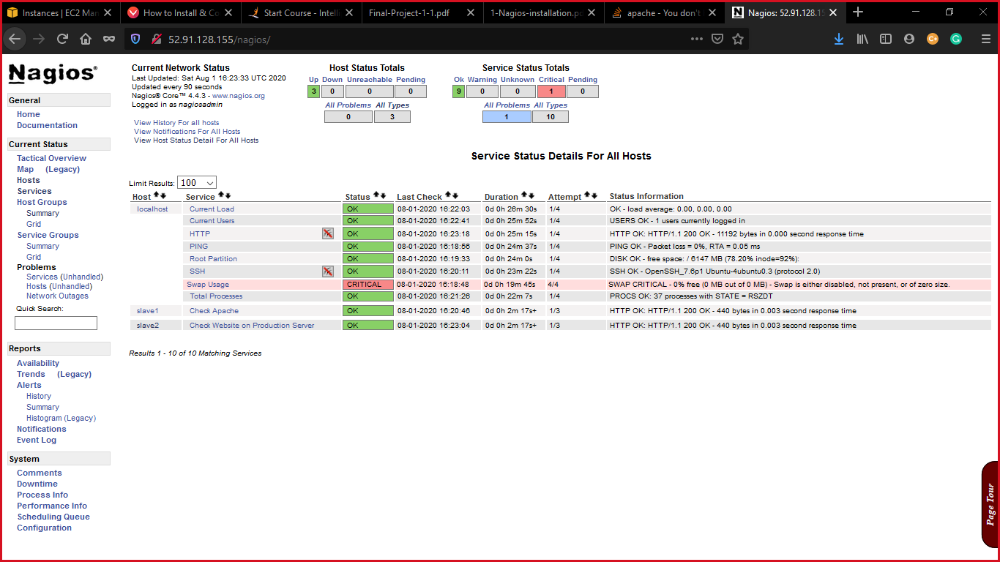 Instances | EC2 Man
How to Install & Co
Start Course - Intelli
Final-Project-1-1.pdf
1-Nagios-installation.pd
apache - You don't
Nagios: 52.91.128.15
52.91.128.155/nagios/
Nagios®
General
Home
Documentation
Current Status
Tactical Overview
Map (Legacy)
Hosts
Services
Host Groups
Summary
Grid
Service Groups
Summary
Grid
Problems
Services (Unhandled)
Hosts (Unhandled)
Network Outages
Quick Search:
Reports
Availability
Trends (Legacy)
Alerts
History
Summary
Histogram (Legacy)
Notifications
Event Log
System
Comments
Downtime
Process Info
Performance Info
Scheduling Queue
Configuration
Current Network Status
Last Updated: Sat Aug 1 16:23:33 UTC 2020
Updated every 90 seconds
Nagios® Core™ 4.4.3 - www.nagios.org
Logged in as nagiosadmin
View History For all hosts
View Notifications For All Hosts
View Host Status Detail For All Hosts
Host Status Totals
Up Down Unreachable Pending
3 0 0 0
All Problems All Types
0 3
Service Status Totals
Ok Warning Unknown Critical Pending
9 0 0 1 0
All Problems All Types
1 10
Service Status Details For All Hosts
Limit Results: 100
Host Service Status Last Check Duration Attempt Status Information
localhost Current Load OK 08-01-2020 16:22:03 0d 0h 26m 30s 1/4 OK - load average: 0.00, 0.00, 0.00
Current Users OK 08-01-2020 16:22:41 0d 0h 25m 52s 1/4 USERS OK - 1 users currently logged in
HTTP OK 08-01-2020 16:23:18 0d 0h 25m 15s 1/4 HTTP OK: HTTP/1.1 200 OK - 11192 bytes in 0.000 second response time
PING OK 08-01-2020 16:18:56 0d 0h 24m 37s 1/4 PING OK - Packet loss = 0%, RTA = 0.05 ms
Root Partition OK 08-01-2020 16:19:33 0d 0h 24m 0s 1/4 DISK OK - free space: / 6147 MB (78.20% inode=92%):
SSH OK 08-01-2020 16:20:11 0d 0h 23m 22s 1/4 SSH OK - OpenSSH_7.6p1 Ubuntu-4ubuntu0.3 (protocol 2.0)
Swap Usage CRITICAL 08-01-2020 16:18:48 0d 0h 19m 45s 4/4 SWAP CRITICAL - 0% free (0 MB out of 0 MB) - Swap is either disabled, not present, or of zero size.
Total Processes OK 08-01-2020 16:21:26 0d 0h 22m 7s 1/4 PROCS OK: 37 processes with STATE = RSZDT
slave1 Check Apache OK 08-01-2020 16:20:46 0d 0h 2m 17s+ 1/3 HTTP OK: HTTP/1.1 200 OK - 440 bytes in 0.003 second response time
slave2 Check Website on Production Server OK 08-01-2020 16:23:04 0d 0h 2m 17s+ 1/3 HTTP OK: HTTP/1.1 200 OK - 440 bytes in 0.003 second response time
Results 1 - 10 of 10 Matching Services
Page Tour